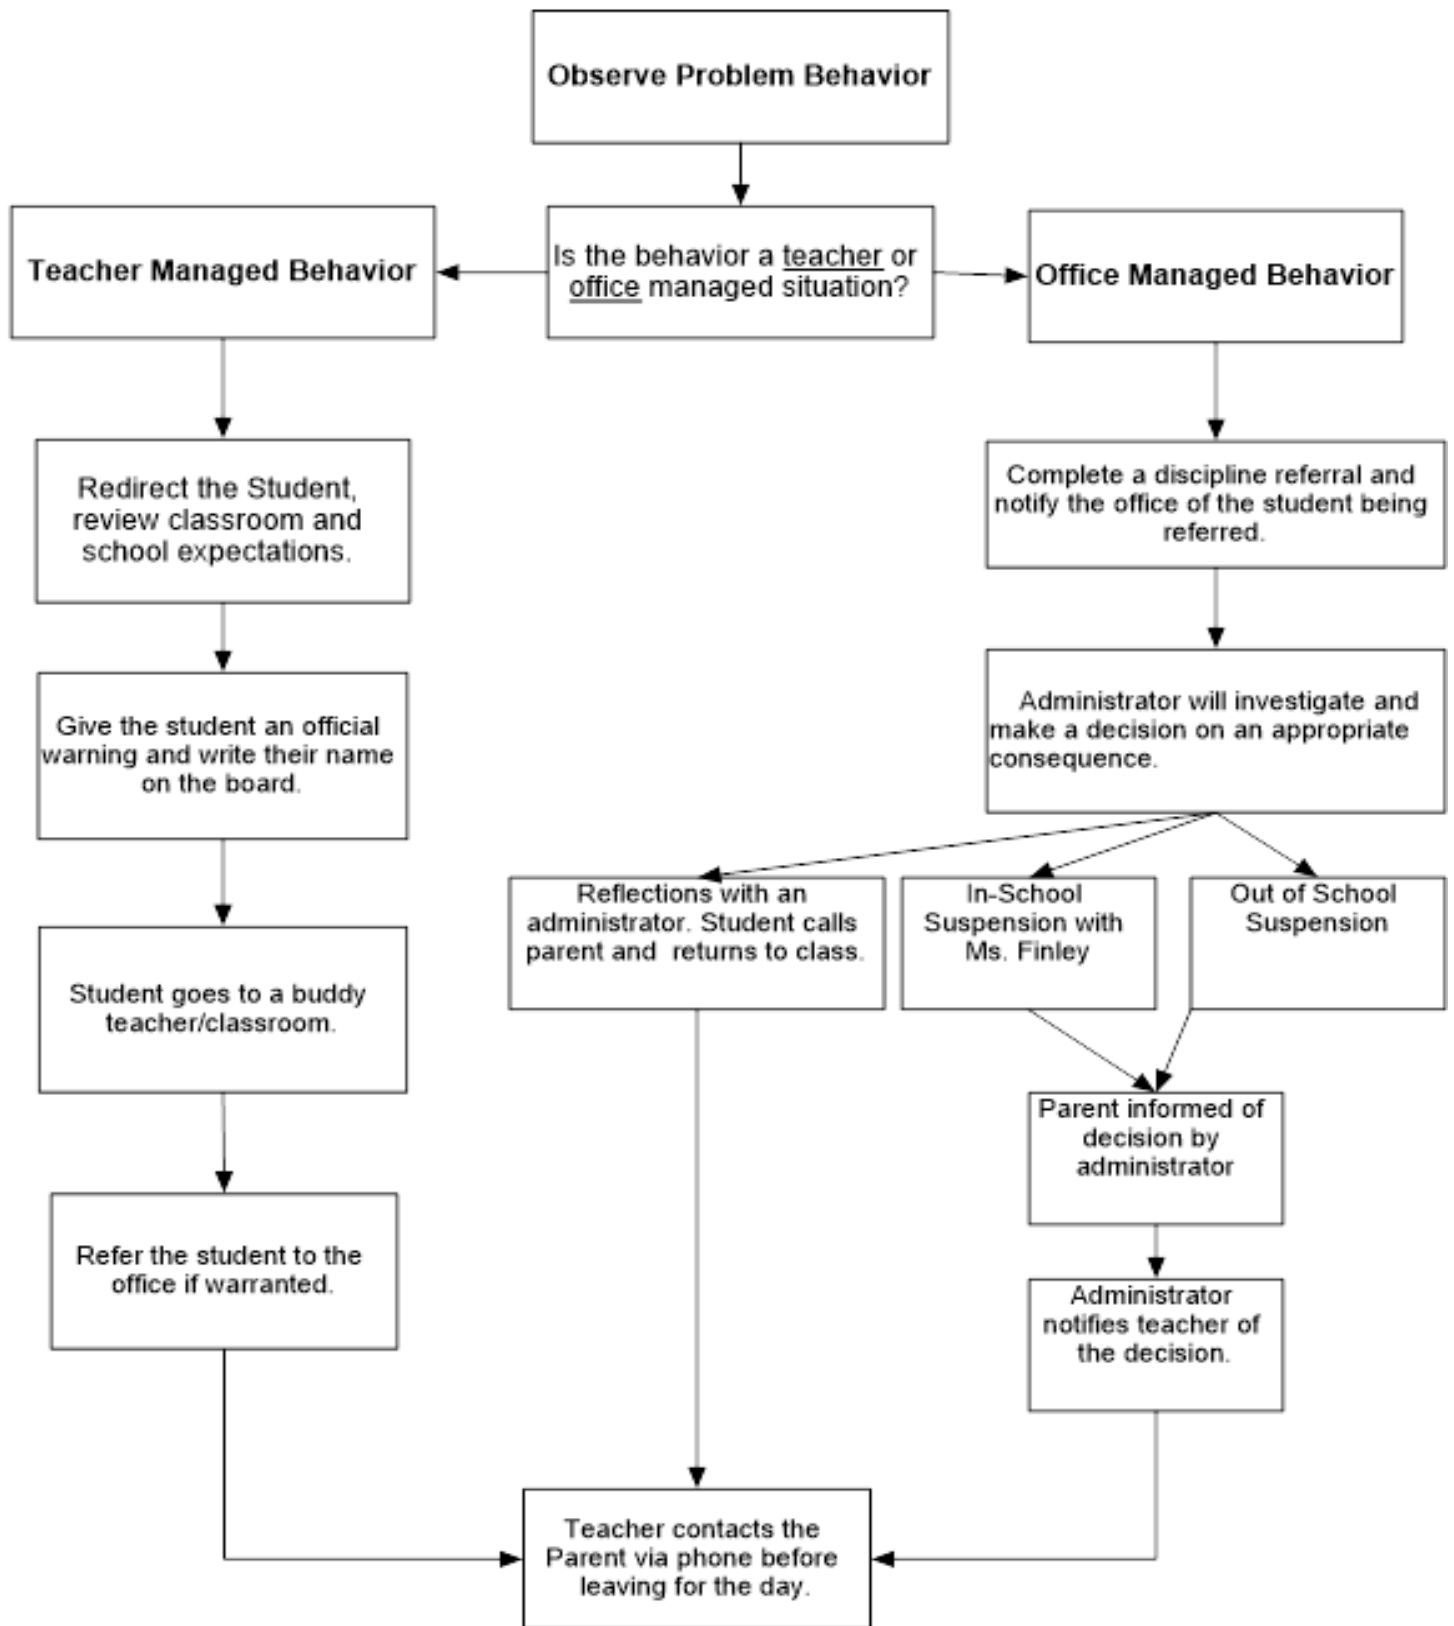 Observe Problem Behavior
Teacher Managed Behavior
Is the behavior a teacher or
office managed situation?
Office Managed Behavior
Redirect the Student,
review classroom and
school expectations.
Complete a discipline referral and
notify the office of the student being
referred.
Give the student an official
warning and write their name
on the board.
Administrator will investigate and
make a decision on an appropriate
consequence.
Student goes to a buddy
teacher/classroom.
Reflections with an
administrator. Student calls
parent and returns to class.
In-School
Suspension with
Ms. Finley
Out of School
Suspension
Parent informed of
decision by
administrator
Refer the student to the
office if warranted.
Administrator
notifies teacher of
the decision.
Teacher contacts the
Parent via phone before
leaving for the day.